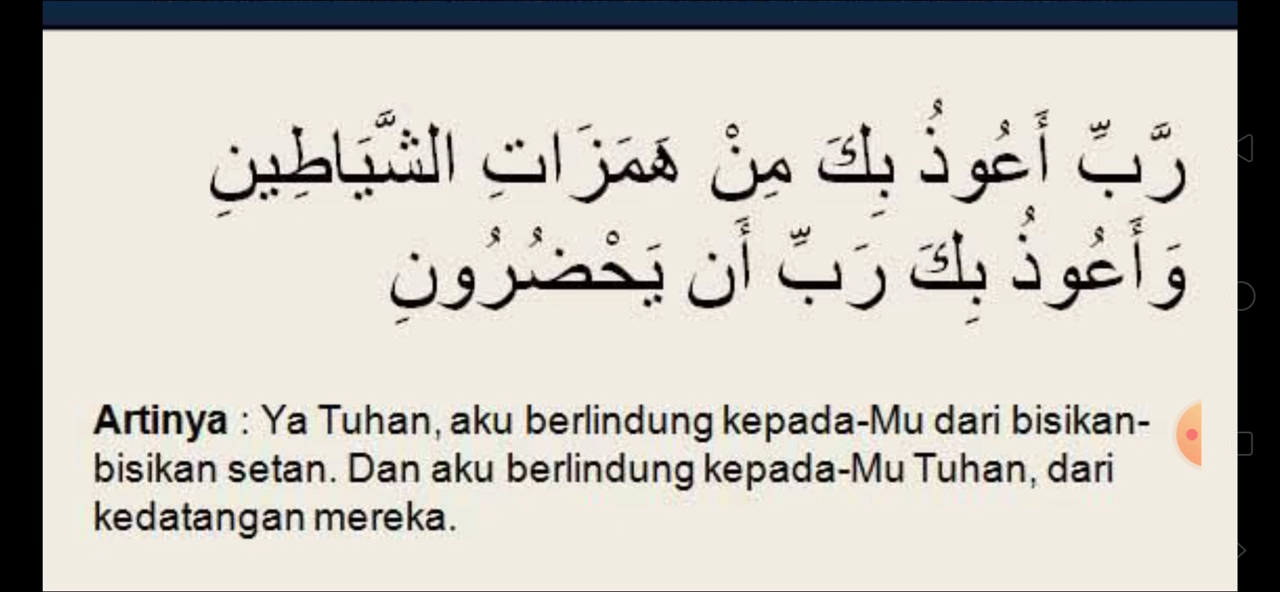 رَّبِّ أَعُوذُ بِكَ مِنْ هَمَزَاتِ الشَّيَاطِينِ
وَأَعُوذُ بِكَ رَبِّ أَن يَحْضُرُونِ
Artinya : Ya Tuhan, aku berlindung kepada-Mu dari bisikan-
bisikan setan. Dan aku berlindung kepada-Mu Tuhan, dari
kedatangan mereka.